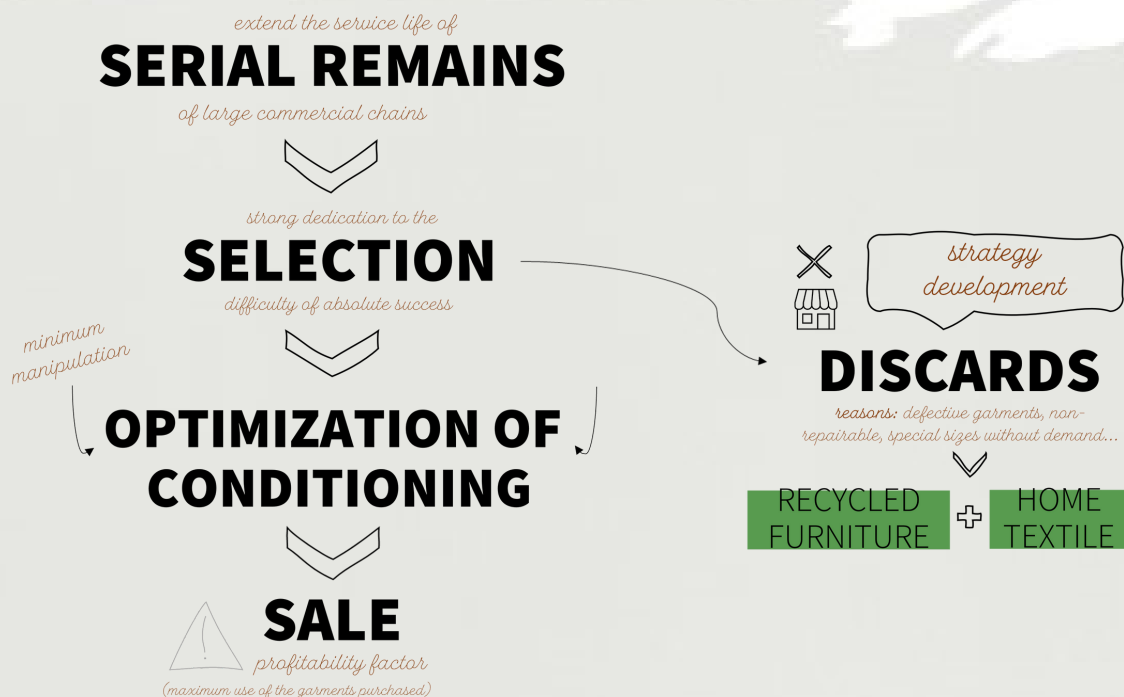 extend the service life of
SERIAL REMAINS
of large commercial chains
strong dedication to the
SELECTION
difficulty of absolute success
minimum
manipulation
OPTIMIZATION OF
CONDITIONING
SALE
profitability factor
(maximum use of the garments purchased)
strategy
development
DISCARDS
reasons: defective garments, non-
repairable, special sizes without demand...
RECYCLED
FURNITURE
HOME
TEXTILE